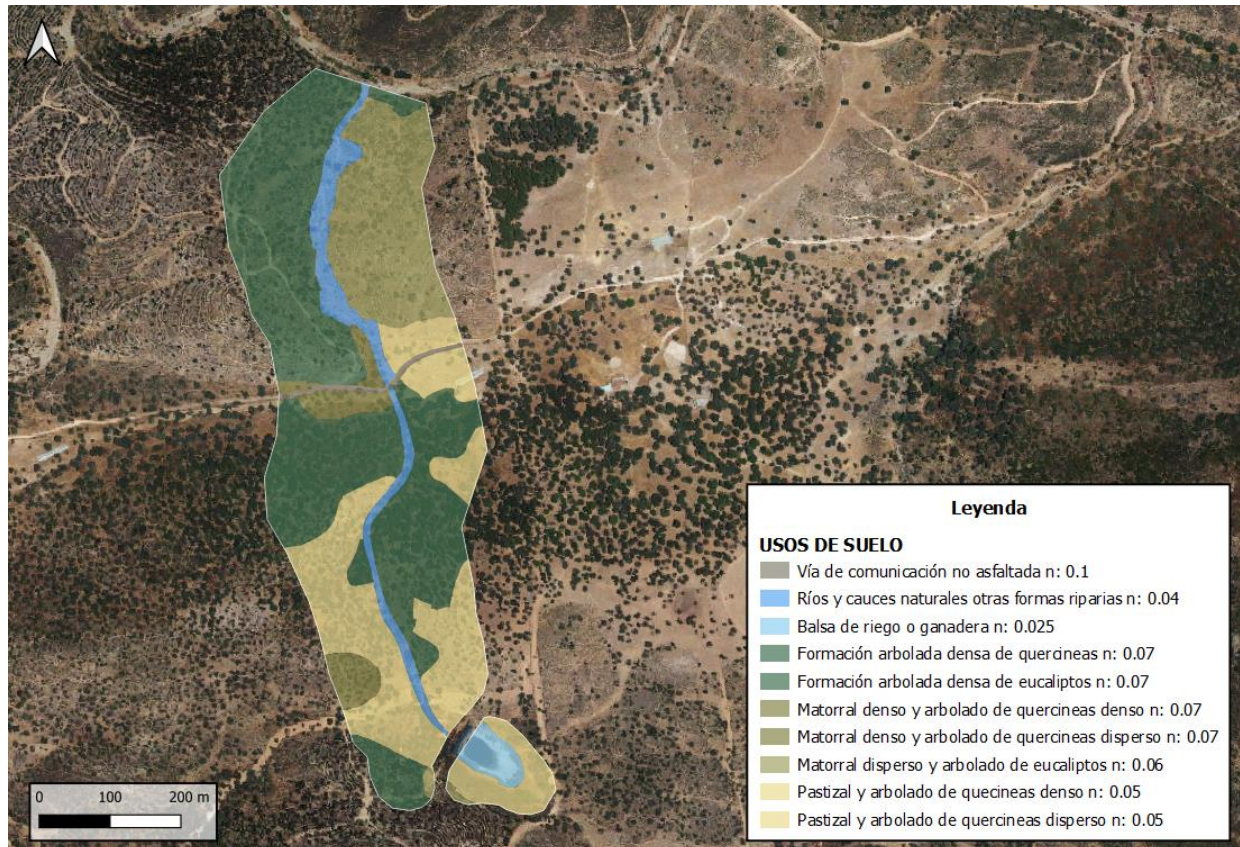 Leyenda
USOS DE SUELO
Vía de comunicación no asfaltada n: 0.1
Ríos y cauces naturales otras formas riparias n: 0.04
Balsa de riego o ganadera n: 0.025
Formación arbolada densa de quercineas n: 0.07
Formación arbolada densa de eucaliptos n: 0.07
Matorral denso y arbolado de quercineas denso n: 0.07
Matorral denso y arbolado de quercineas disperso n: 0.07
Matorral disperso y arbolado de eucaliptos n: 0.06
Pastizal y arbolado de quecineas denso n: 0.05
Pastizal y arbolado de quercineas disperso n: 0.05
0 100 200 m